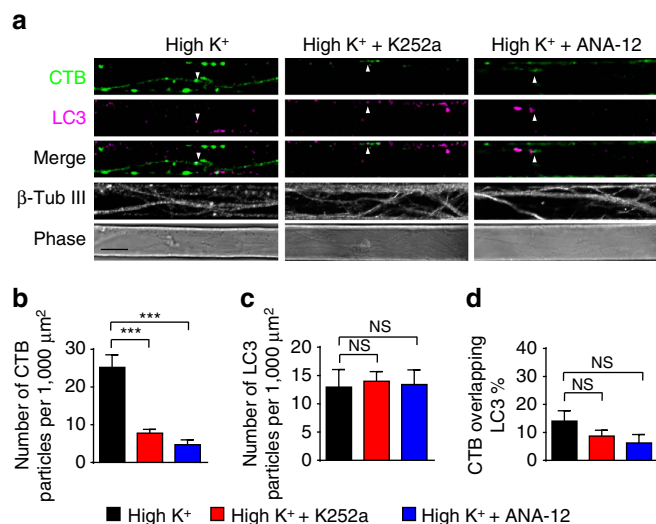 a
High K⁺
High K⁺ + K252a
High K⁺ + ANA-12
CTB
LC3
Merge
β-Tub III
Phase
b
Number of CTB
particles per 1,000 μm²
30
20
10
0
***
***
c
Number of LC3
particles per 1,000 μm²
20
15
10
5
0
NS
NS
d
CTB overlapping
LC3 %
30
20
10
0
NS
NS
High K⁺
High K⁺ + K252a
High K⁺ + ANA-12